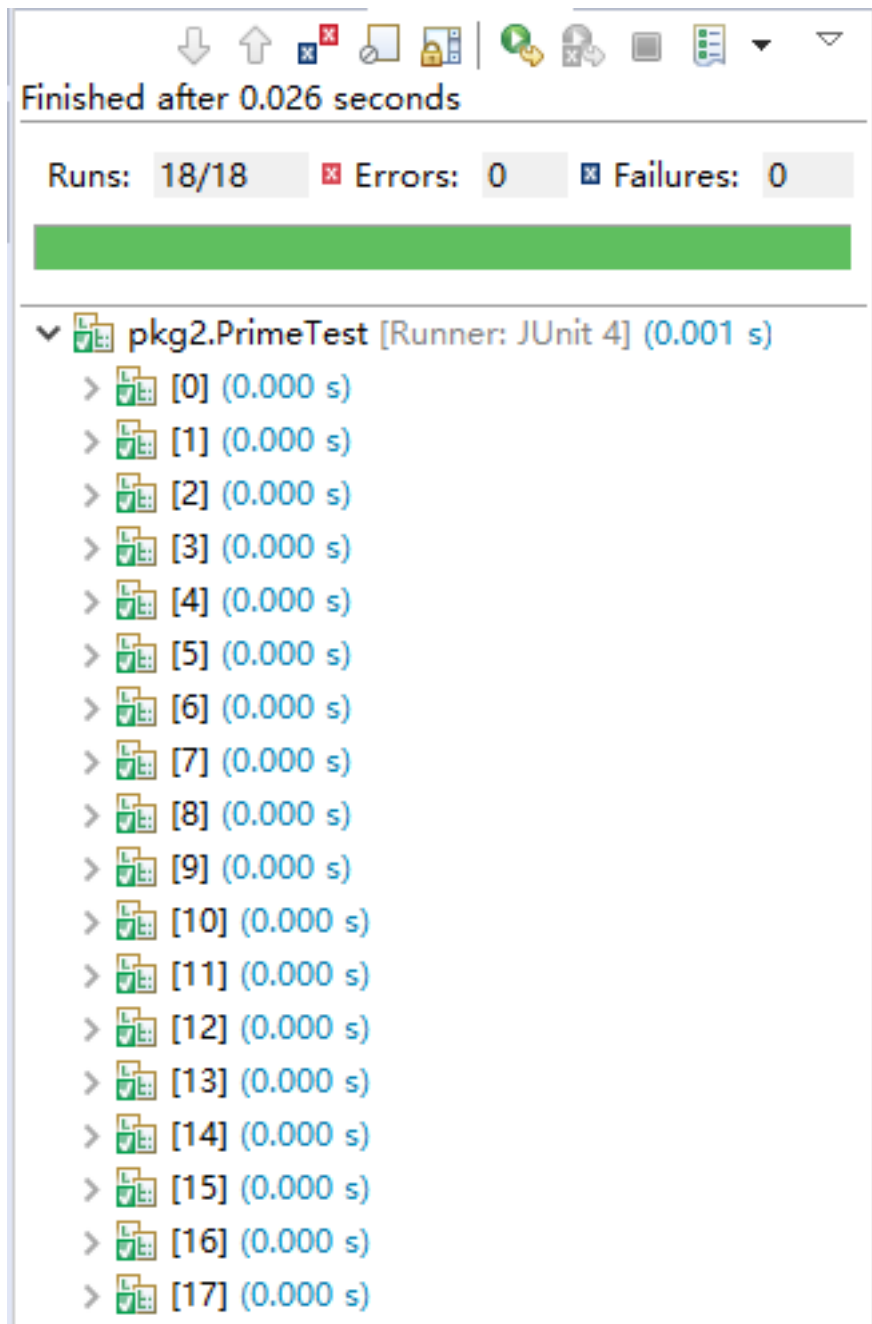 Finished after 0.026 seconds
Runs: 18/18 Errors: 0 Failures: 0
pkg2.PrimeTest [Runner: JUnit 4] (0.001 s)
[0] (0.000 s)
[1] (0.000 s)
[2] (0.000 s)
[3] (0.000 s)
[4] (0.000 s)
[5] (0.000 s)
[6] (0.000 s)
[7] (0.000 s)
[8] (0.000 s)
[9] (0.000 s)
[10] (0.000 s)
[11] (0.000 s)
[12] (0.000 s)
[13] (0.000 s)
[14] (0.000 s)
[15] (0.000 s)
[16] (0.000 s)
[17] (0.000 s)